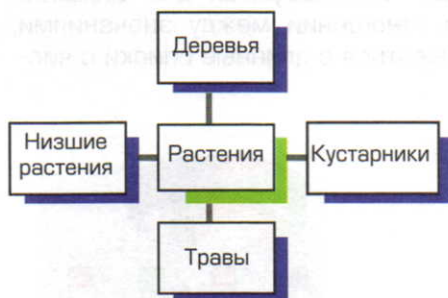 Деревья
Низшие
растения
Растения
Кустарники
Травы